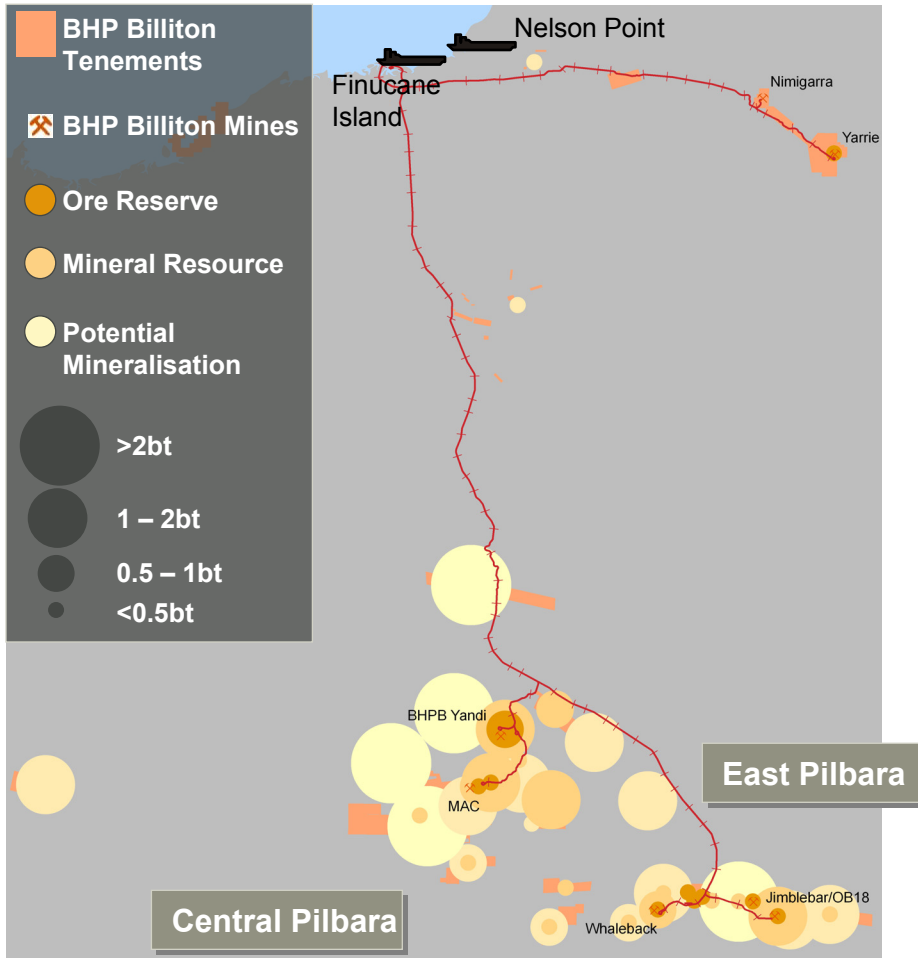 BHP Billiton
Tenements
BHP Billiton Mines
Ore Reserve
Mineral Resource
Potential
Mineralisation
>2bt
1 – 2bt
0.5 – 1bt
<0.5bt
Nelson Point
Finucane
Island
Nimigarra
Yarrie
BHPB Yandi
MAC
East Pilbara
Central Pilbara
Whaleback
Jimblebar/OB18